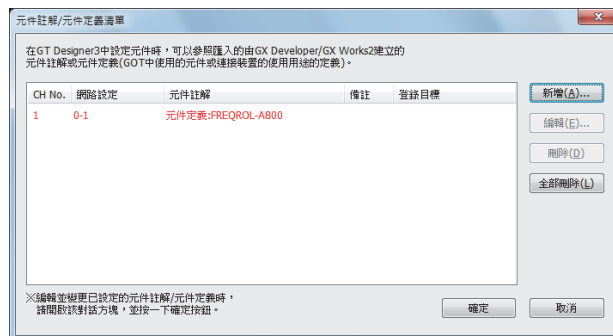 元件註解/元件定義清單
在GT Designer3中設定元件時，可以參照匯入的由GX Developer/GX Works2建立的
元件註解或元件定義(GOT中使用的元件或連接裝置的使用用途的定義)。
CH No. 網路設定 元件註解 備註 登錄目標
1 0-1 元件定義:FREQROL-A800
新增(A)...
編輯(E)...
刪除(D)
全部刪除(L)
※編輯並變更已設定的元件註解/元件定義時，
請開啟該對話方塊，並按一下確定按鈕。
確定 取消